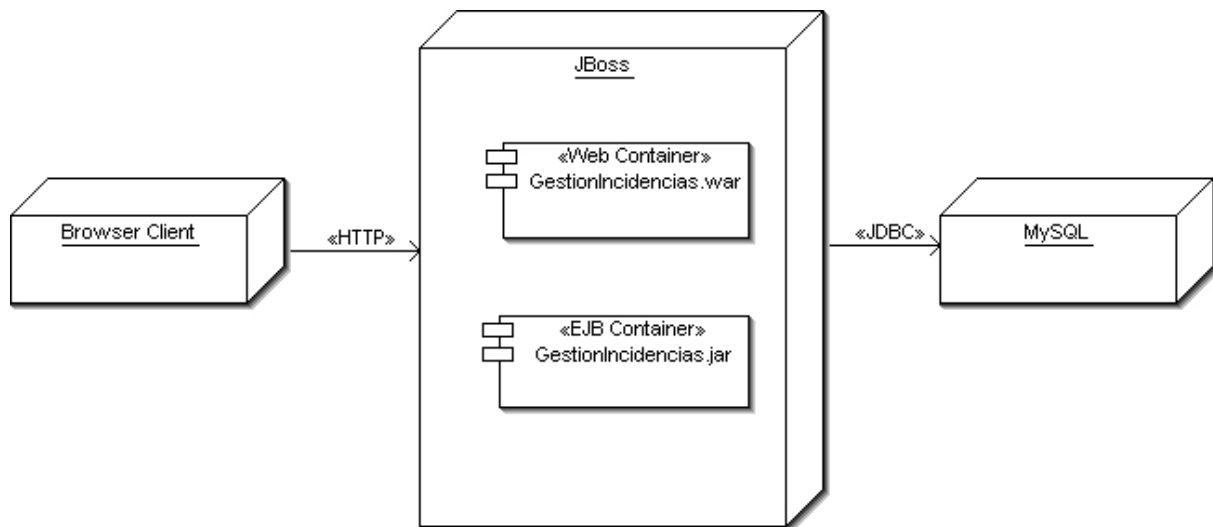 JBoss
«Web Container»
GestionIncidencias.war
Browser Client
«HTTP»
«JDBC»
MySQL
«EJB Container»
GestionIncidencias.jar